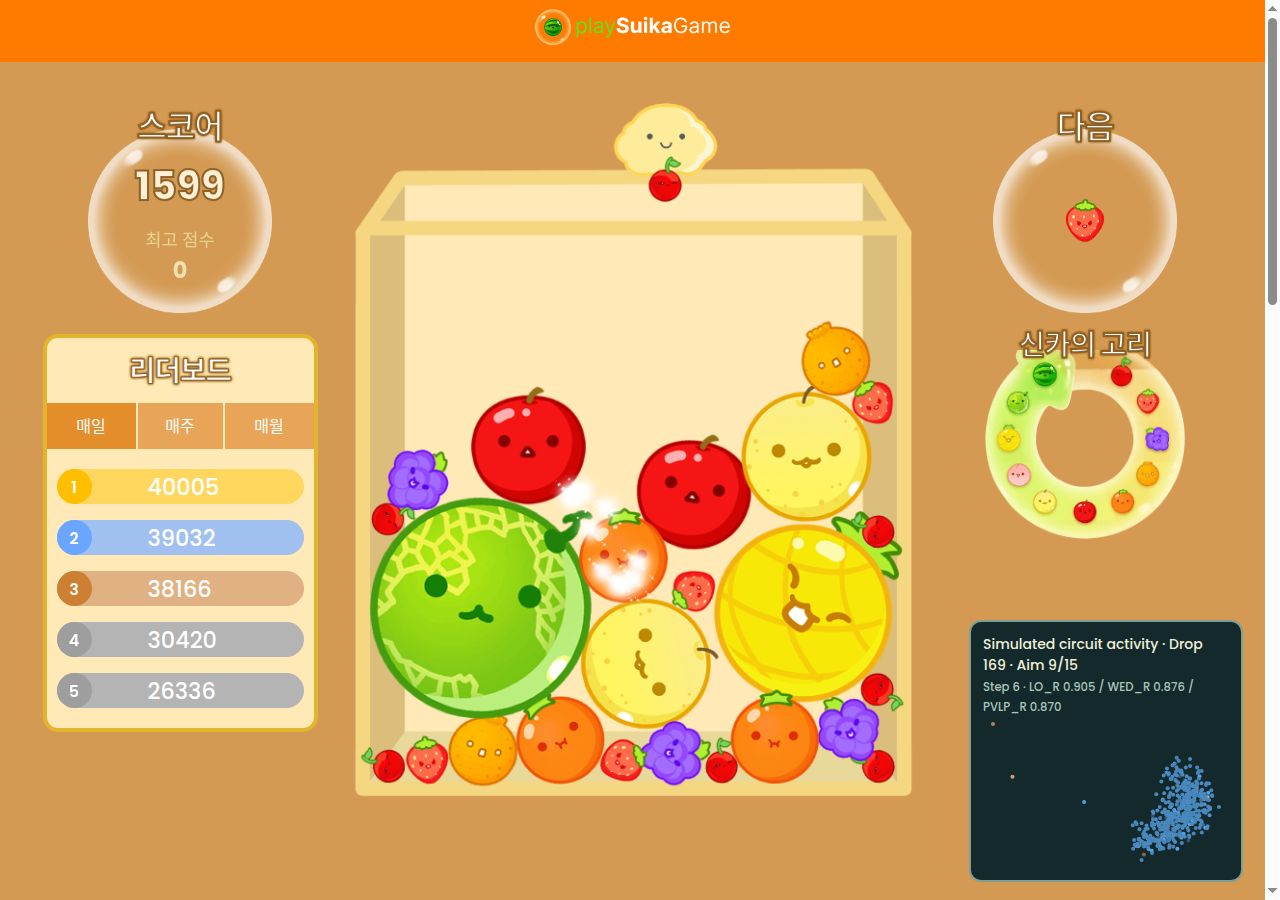 playSuikaGame
스코어
1599
최고 점수
0
리더보드
매일 매주 매월
1 40005
2 39032
3 38166
4 30420
5 26336
다음
신카의 고리
Simulated circuit activity · Drop
169 · Aim 9/15
Step 6 · LO_R 0.905 / WED_R 0.876 /
PVLP_R 0.870